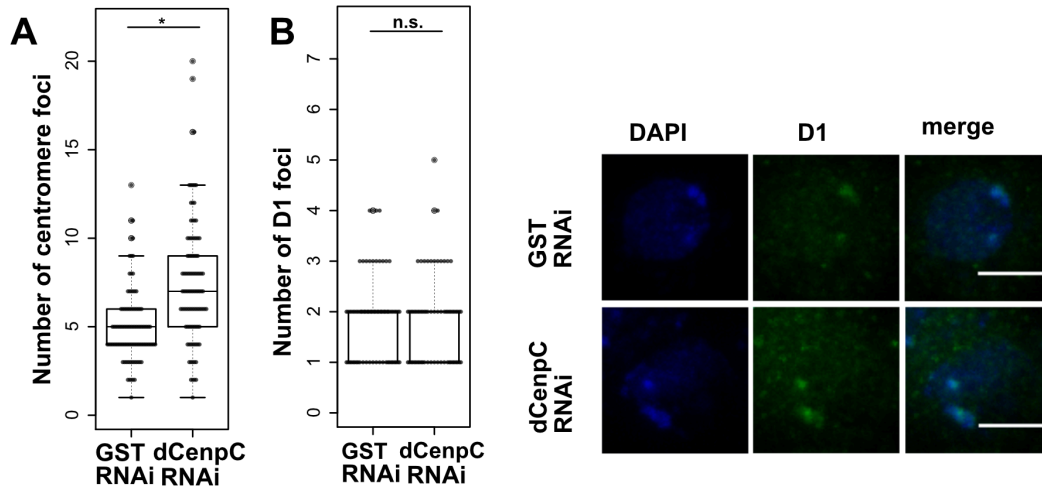 A
*
Number of centromere foci
20
15
10
5
0
GST
RNAi
dCenpC
RNAi
B
n.s.
Number of D1 foci
7
6
5
4
3
2
1
0
GST
RNAi
dCenpC
RNAi
DAPI
D1
merge
GST
RNAi
dCenpC
RNAi